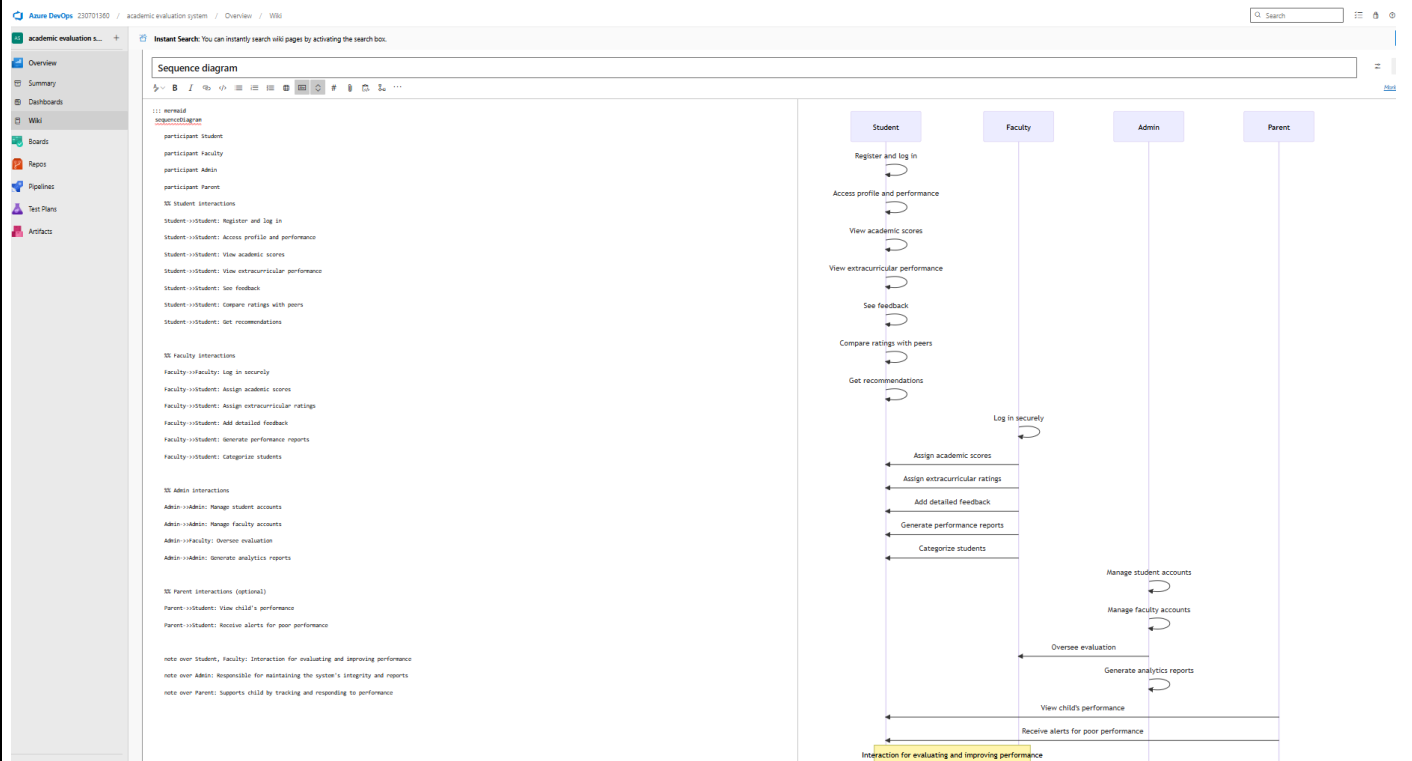 Azure DevOps 230701360 / academic evaluation system / Overview / Wiki
Search
academic evaluation s... +
Instant Search: You can instantly search wiki pages by activating the search box.
Overview
Summary
Dashboards
Wiki
Boards
Repos
Pipelines
Test Plans
Artifacts
Sequence diagram
B I
::: mermaid
sequenceDiagram
participant Student
participant Faculty
participant Admin
participant Parent
%% Student interactions
Student->>Student: Register and log in
Student->>Student: Access profile and performance
Student->>Student: View academic scores
Student->>Student: View extracurricular performance
Student->>Student: See feedback
Student->>Student: Compare ratings with peers
Student->>Student: Get recommendations
%% Faculty interactions
Faculty->>Faculty: Log in securely
Faculty->>Student: Assign academic scores
Faculty->>Student: Assign extracurricular ratings
Faculty->>Student: Add detailed feedback
Faculty->>Student: Generate performance reports
Faculty->>Student: Categorize students
%% Admin interactions
Admin->>Admin: Manage student accounts
Admin->>Admin: Manage faculty accounts
Admin->>Faculty: Oversee evaluation
Admin->>Admin: Generate analytics reports
%% Parent interactions (optional)
Parent->>Student: View child's performance
Parent->>Student: Receive alerts for poor performance
note over Student, Faculty: Interaction for evaluating and improving performance
note over Admin: Responsible for maintaining the system's integrity and reports
note over Parent: Supports child by tracking and responding to performance
Student Faculty Admin Parent
Register and log in
Access profile and performance
View academic scores
View extracurricular performance
See feedback
Compare ratings with peers
Get recommendations
Log in securely
Assign academic scores
Assign extracurricular ratings
Add detailed feedback
Generate performance reports
Categorize students
Manage student accounts
Manage faculty accounts
Oversee evaluation
Generate analytics reports
View child's performance
Receive alerts for poor performance
Interaction for evaluating and improving performance